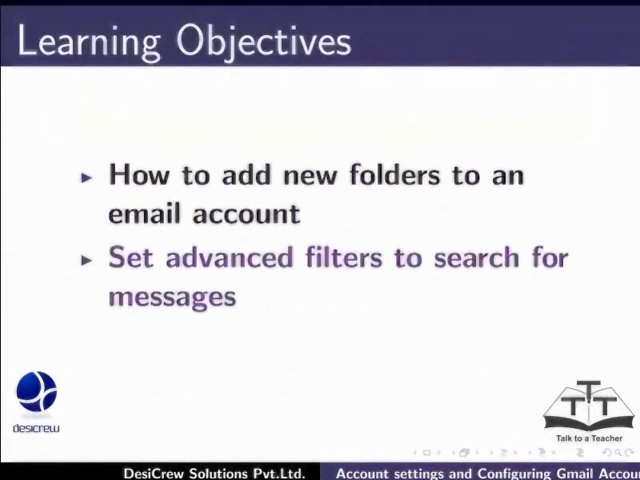 Learning Objectives
How to add new folders to an
email account
Set advanced filters to search for
messages
desicrew
TTT
Talk to a Teacher
DesiCrew Solutions Pvt.Ltd. Account settings and Configuring Gmail Accou